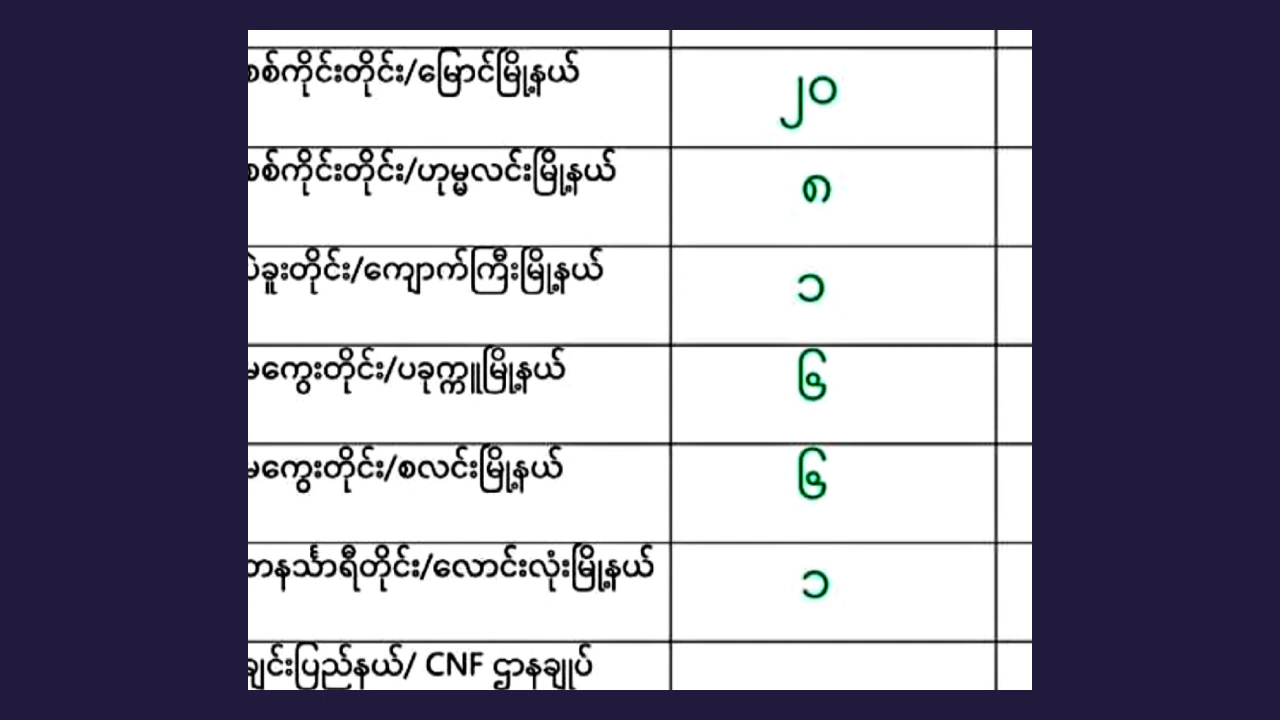 စစ်ကိုင်းတိုင်း/မြောင်မြို့နယ် ၂၀
စစ်ကိုင်းတိုင်း/ဟုမ္မလင်းမြို့နယ် ၈
ပဲခူးတိုင်း/ကျောက်ကြီးမြို့နယ် ၁
မကွေးတိုင်း/ပခုက္ကူမြို့နယ် ၆
မကွေးတိုင်း/စလင်းမြို့နယ် ၆
တနင်္သာရီတိုင်း/လောင်းလုံးမြို့နယ် ၁
ချင်းပြည်နယ်/ CNF ဌာနချုပ်